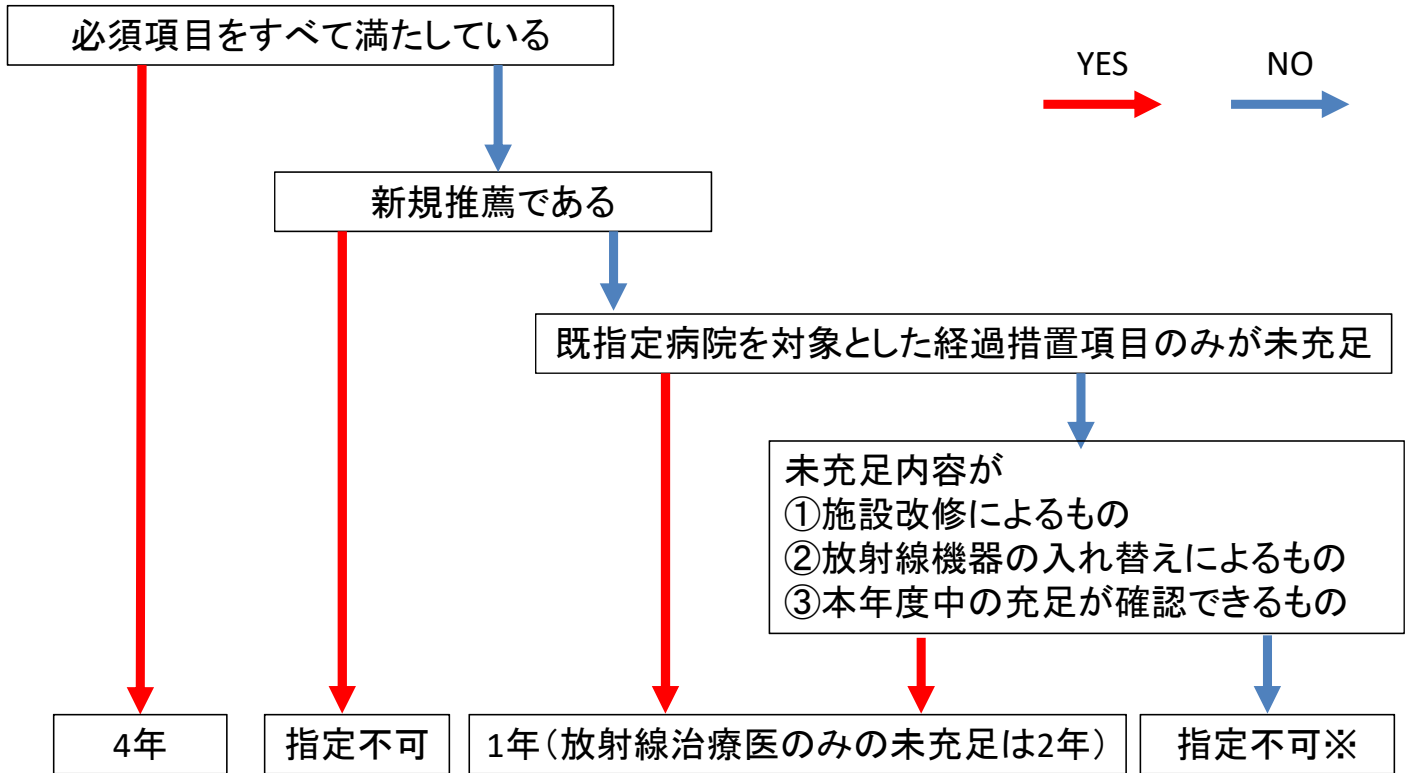 必須項目をすべて満たしている
YES
NO
新規推薦である
既指定病院を対象とした経過措置項目のみが未充足
未充足内容が
①施設改修によるもの
②放射線機器の入れ替えによるもの
③本年度中の充足が確認できるもの
4年
指定不可
1年(放射線治療医のみの未充足は2年)
指定不可※